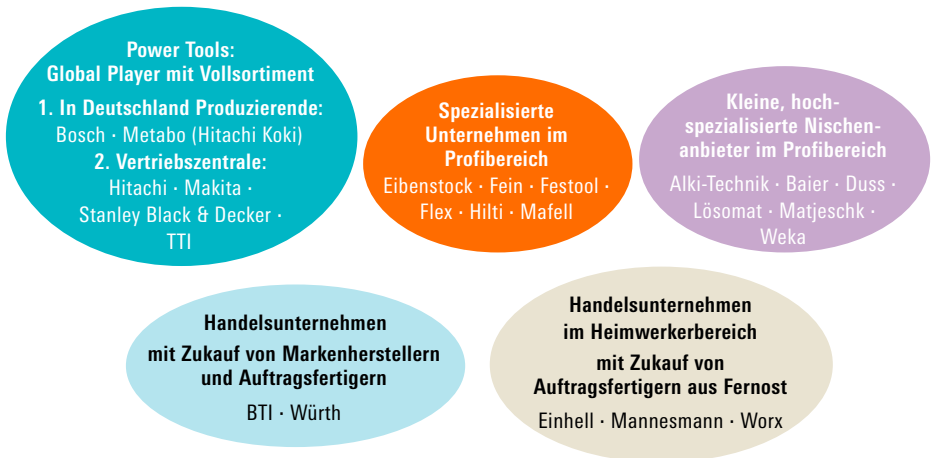 Power Tools:
Global Player mit Vollsortiment
1. In Deutschland Produzierende:
Bosch · Metabo (Hitachi Koki)
2. Vertriebszentrale:
Hitachi · Makita ·
Stanley Black & Decker ·
TTI
Spezialisierte
Unternehmen im
Profibereich
Eibenstock · Fein · Festool ·
Flex · Hilti · Mafell
Kleine, hoch-
spezialisierte Nischen-
anbieter im Profibereich
Alki-Technik · Baier · Duss ·
Lösomat · Matjeschk ·
Weka
Handelsunternehmen
mit Zukauf von Markenherstellern
und Auftragsfertigern
BTI · Würth
Handelsunternehmen
im Heimwerkerbereich
mit Zukauf von
Auftragsfertigern aus Fernost
Einhell · Mannesmann · Worx